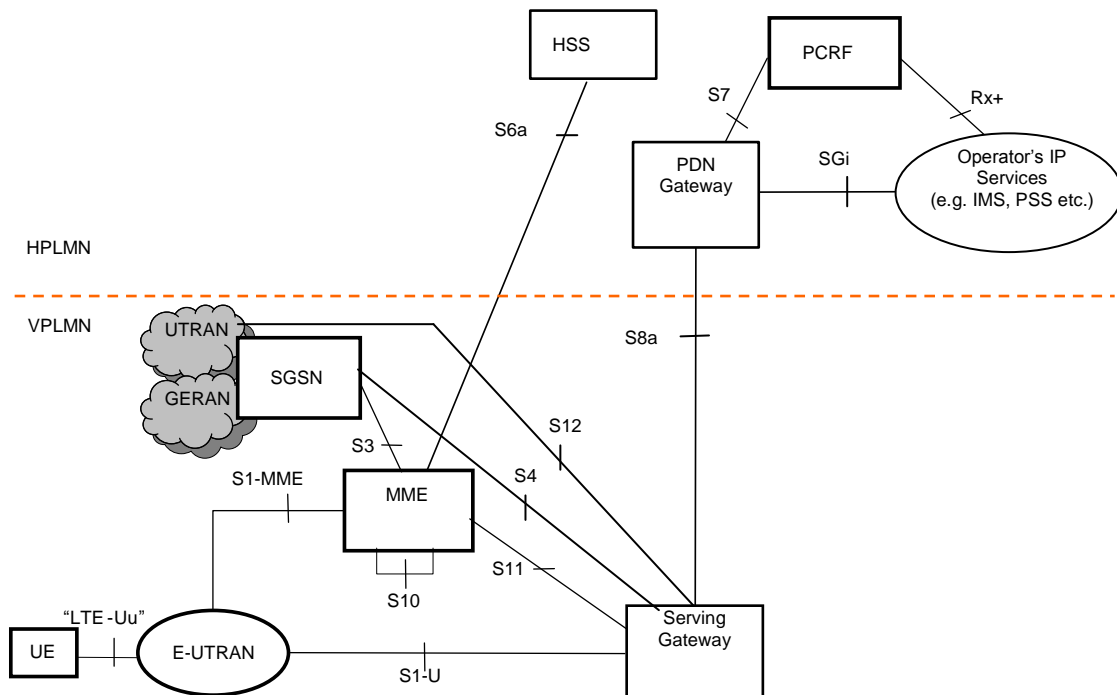 HSS
PCRF
S7
Rx+
S6a
PDN
Gateway
SGi
Operator's IP
Services
(e.g. IMS, PSS etc.)
HPLMN
VPLMN
UTRAN
S8a
SGSN
GERAN
S12
S3
S4
S1-MME
MME
S11
S10
"LTE-Uu"
Serving
Gateway
UE
E-UTRAN
S1-U